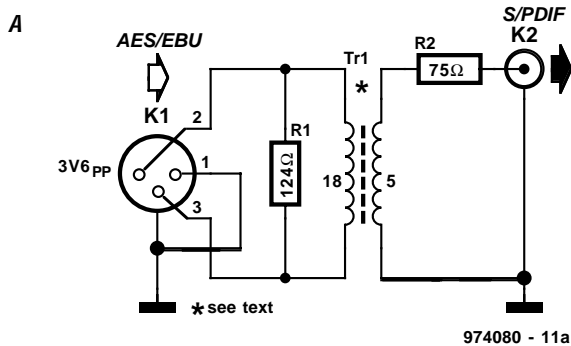 A
AES/EBU
K1
3V6PP
2
1
3
R1
124Ω
Tr1
*
18
5
R2
75Ω
S/PDIF
K2
* see text
974080 - 11a